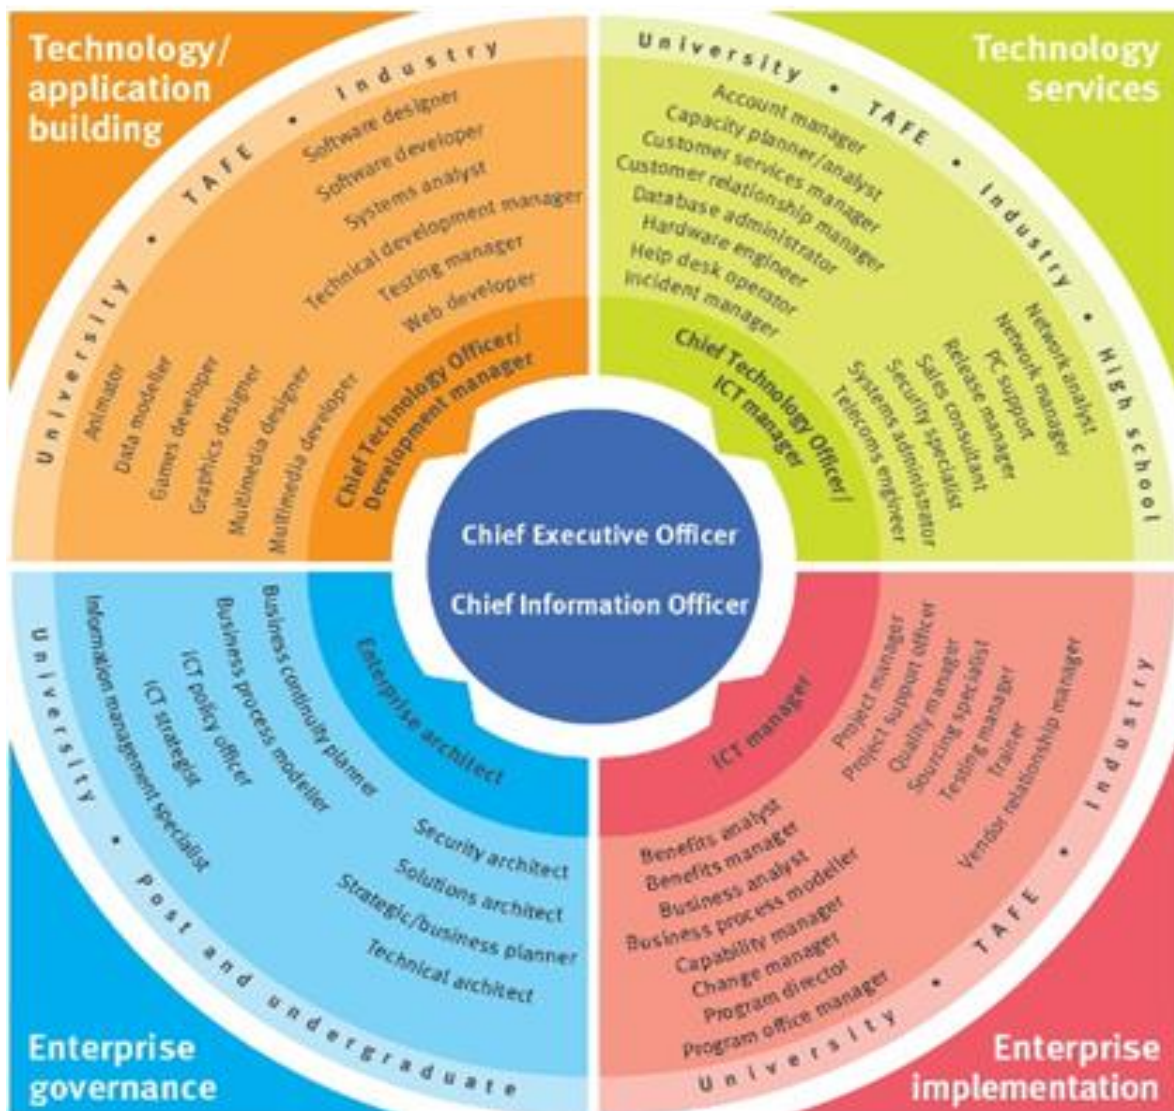 Technology/
application
building
University • TAFE • Industry
Software designer
Software developer
Systems analyst
Technical development manager
Testing manager
Web developer
Animator
Data modeller
Games developer
Graphics designer
Multimedia designer
Multimedia developer
Chief Technology Officer/
Development manager
Technology
services
University • TAFE • Industry • High school
Account manager
Capacity planner/analyst
Customer services manager
Customer relationship manager
Database administrator
Hardware engineer
Help desk operator
Incident manager
Network analyst
Network manager
PC support
Release manager
Sales consultant
Security specialist
Systems administrator
Telecoms engineer
Chief Technology Officer/
ICT manager
Chief Executive Officer
Chief Information Officer
Enterprise architect
Business continuity planner
Business process modeller
ICT policy officer
ICT strategist
Information management specialist
Security architect
Solutions architect
Strategic/business planner
Technical architect
University • post and undergraduate
Enterprise
governance
ICT manager
Project manager
Project support officer
Quality manager
Sourcing specialist
Testing manager
Trainer
Vendor relationship manager
Benefits analyst
Benefits manager
Business analyst
Business process modeller
Capability manager
Change manager
Program director
Program office manager
University • TAFE • Industry
Enterprise
implementation